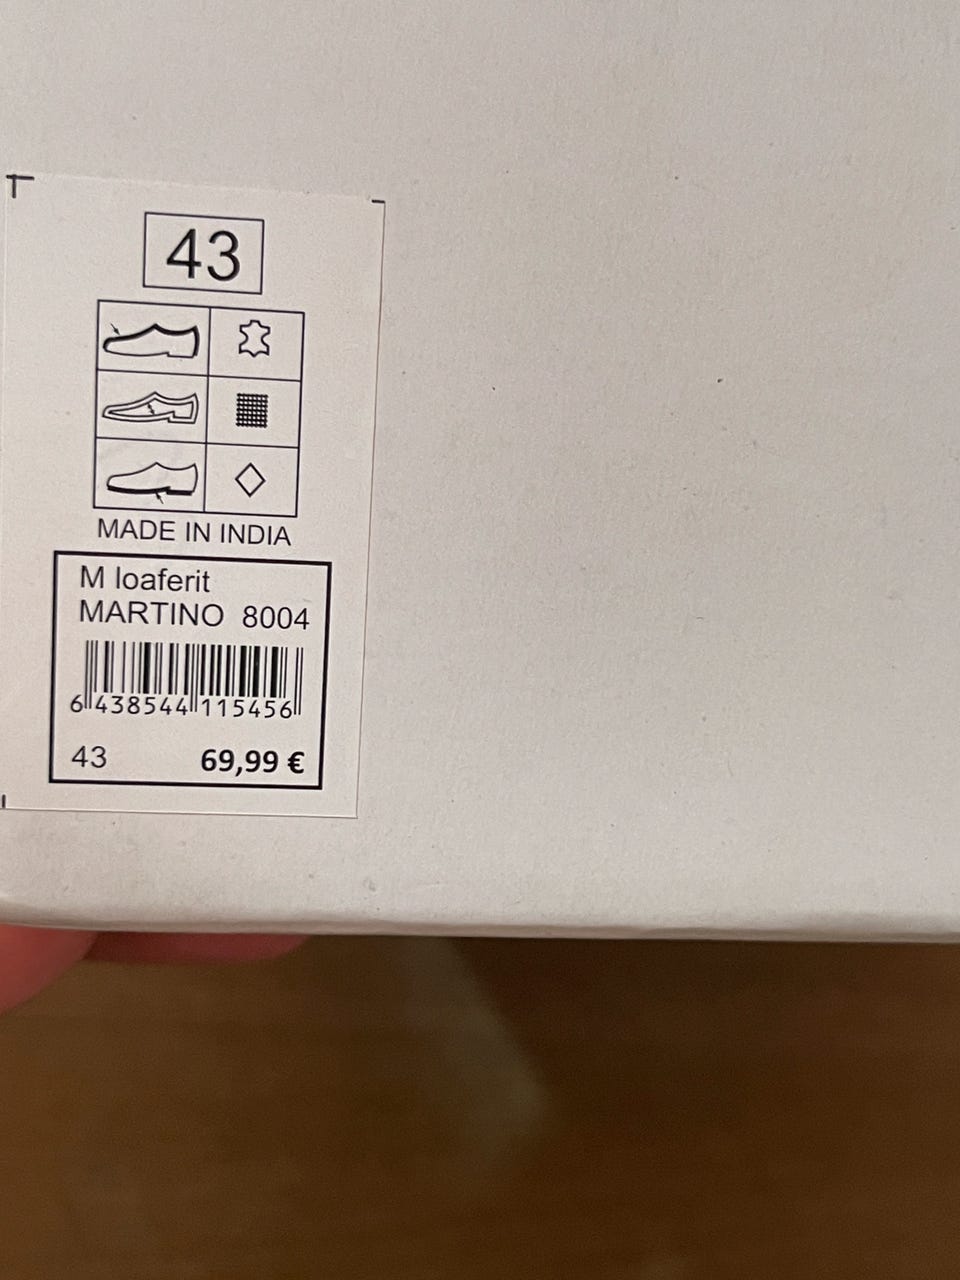 43
MADE IN INDIA
M loaferit
MARTINO 8004
6 438544 115456
43 69,99 €